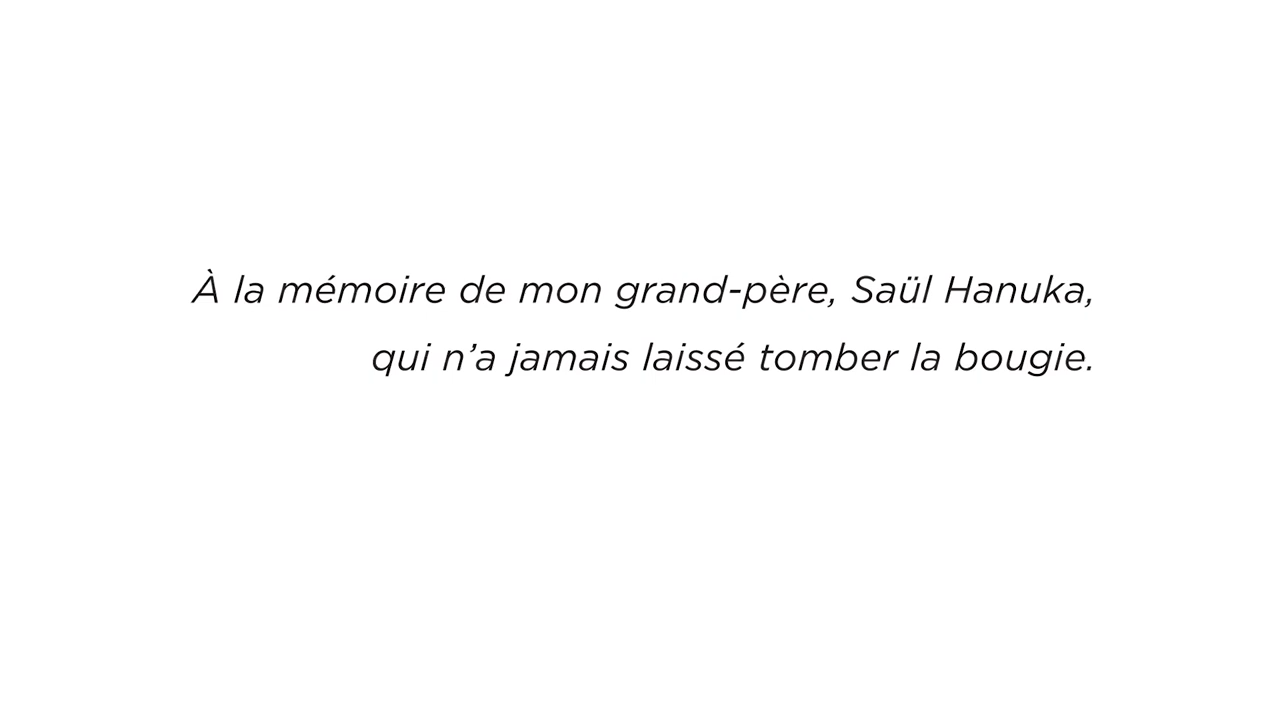 À la mémoire de mon grand-père, Saül Hanuka,
qui n’a jamais laissé tomber la bougie.